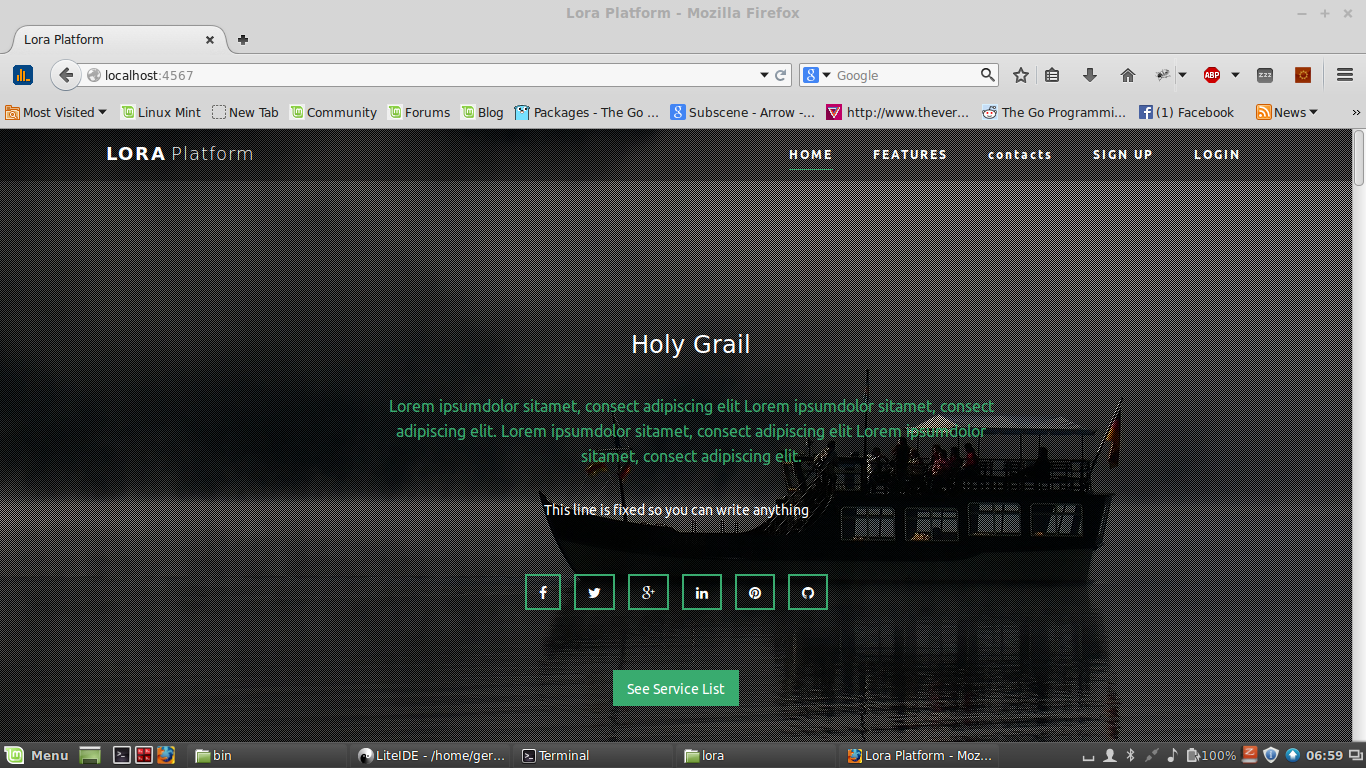 Lora Platform - Mozilla Firefox
Lora Platform
localhost:4567
Google
ABP
zzz
Most Visited
Linux Mint
New Tab
Community
Forums
Blog
Packages - The Go ...
Subscene - Arrow -...
http://www.thever...
The Go Programmi...
(1) Facebook
News
LORA Platform
HOME
FEATURES
contacts
SIGN UP
LOGIN
Holy Grail
Lorem ipsumdolor sitamet, consect adipiscing elit Lorem ipsumdolor sitamet, consect
adipiscing elit. Lorem ipsumdolor sitamet, consect adipiscing elit Lorem ipsumdolor
sitamet, consect adipiscing elit.
This line is fixed so you can write anything
See Service List
Menu
bin
LiteIDE - /home/ger...
Terminal
lora
Lora Platform - Moz...
100%
06:59